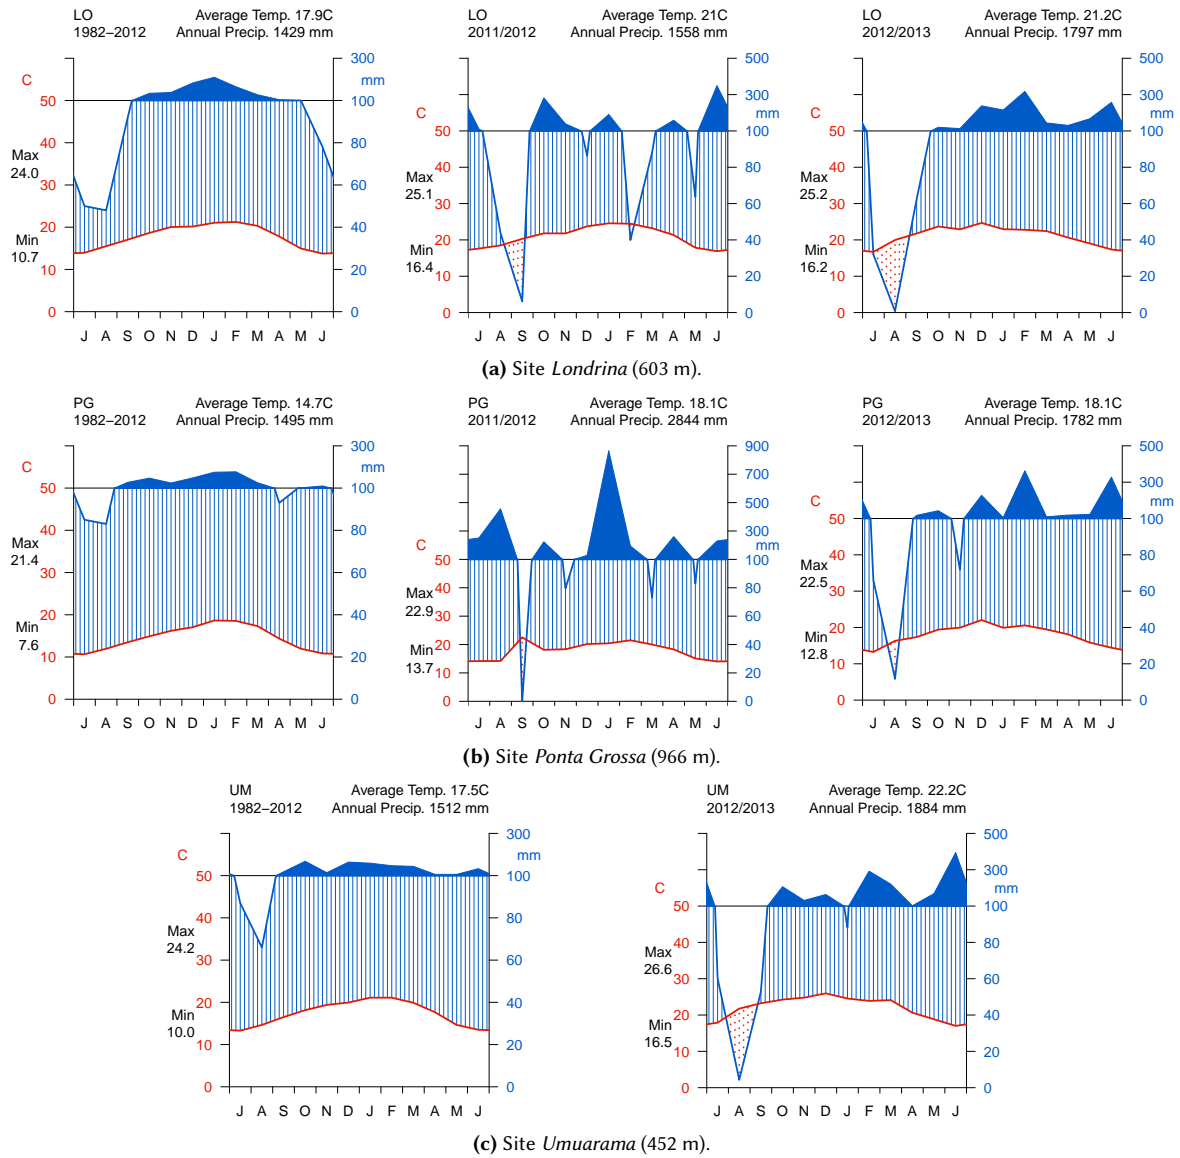 LO Average Temp. 17.9C
1982−2012 Annual Precip. 1429 mm
300
C mm
50 100
40 80
Max
24.0
30 60
20 40
Min
10.7
10 20
0 0
J A S O N D J F M A M J
LO Average Temp. 21C
2011/2012 Annual Precip. 1558 mm
500
300
C mm
50 100
40 80
Max
25.1
30 60
20 40
Min
16.4
10 20
0 0
J A S O N D J F M A M J
LO Average Temp. 21.2C
2012/2013 Annual Precip. 1797 mm
500
300
C mm
50 100
40 80
Max
25.2
30 60
20 40
Min
16.2
10 20
0 0
J A S O N D J F M A M J
(a) Site Londrina (603 m).
PG Average Temp. 14.7C
1982−2012 Annual Precip. 1495 mm
300
C mm
50 100
40 80
Max
21.4
30 60
20 40
Min
7.6
10 20
0 0
J A S O N D J F M A M J
PG Average Temp. 18.1C
2011/2012 Annual Precip. 2844 mm
900
700
500
300
C mm
50 100
40 80
Max
22.9
30 60
20 40
Min
13.7
10 20
0 0
J A S O N D J F M A M J
PG Average Temp. 18.1C
2012/2013 Annual Precip. 1782 mm
500
300
C mm
50 100
40 80
Max
22.5
30 60
20 40
Min
12.8
10 20
0 0
J A S O N D J F M A M J
(b) Site Ponta Grossa (966 m).
UM Average Temp. 17.5C
1982−2012 Annual Precip. 1512 mm
300
C mm
50 100
40 80
Max
24.2
30 60
20 40
Min
10.0
10 20
0 0
J A S O N D J F M A M J
UM Average Temp. 22.2C
2012/2013 Annual Precip. 1884 mm
500
300
C mm
50 100
40 80
Max
26.6
30 60
20 40
Min
16.5
10 20
0 0
J A S O N D J F M A M J
(c) Site Umuarama (452 m).